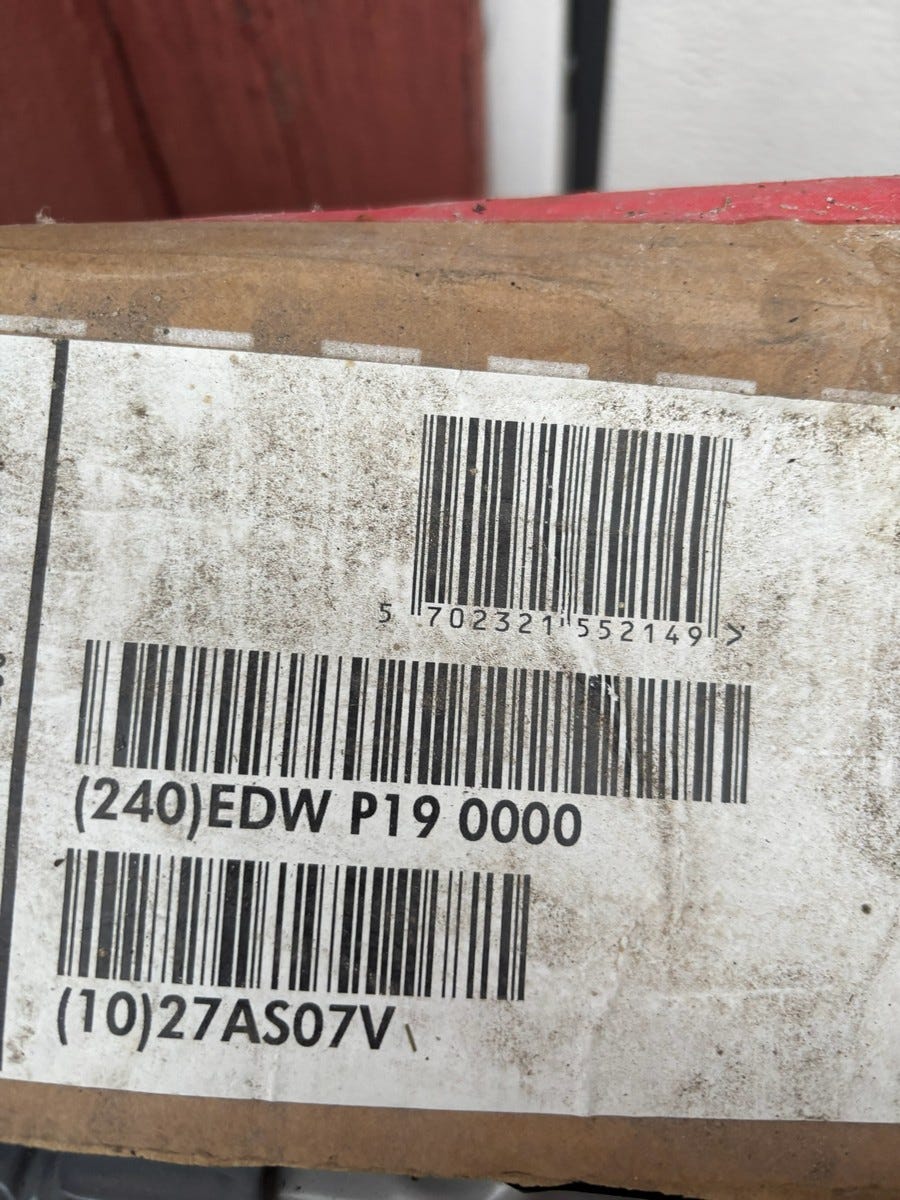 5 702321 552149 >
(240)EDW P19 0000
(10)27AS07V